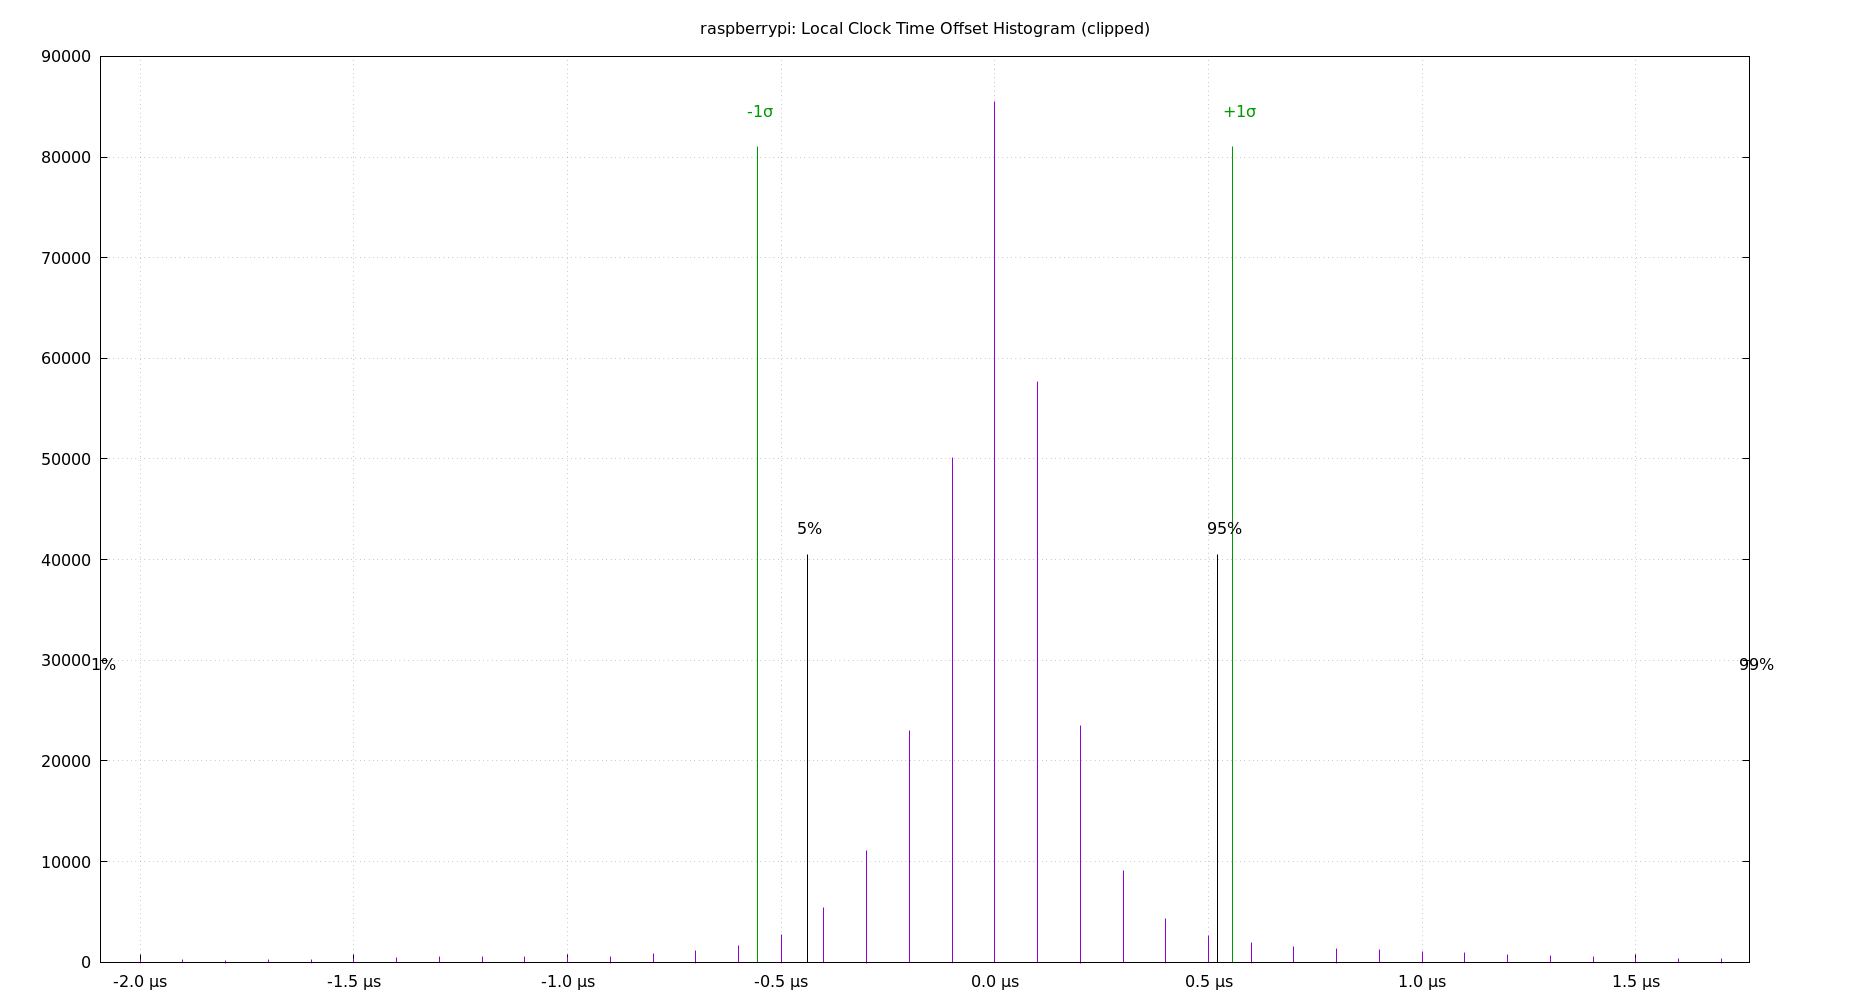 raspberrypi: Local Clock Time Offset Histogram (clipped)
90000
-1σ +1σ
80000
70000
60000
50000
5% 95%
40000
30000 1% 99%
20000
10000
0
-2.0 µs -1.5 µs -1.0 µs -0.5 µs 0.0 µs 0.5 µs 1.0 µs 1.5 µs